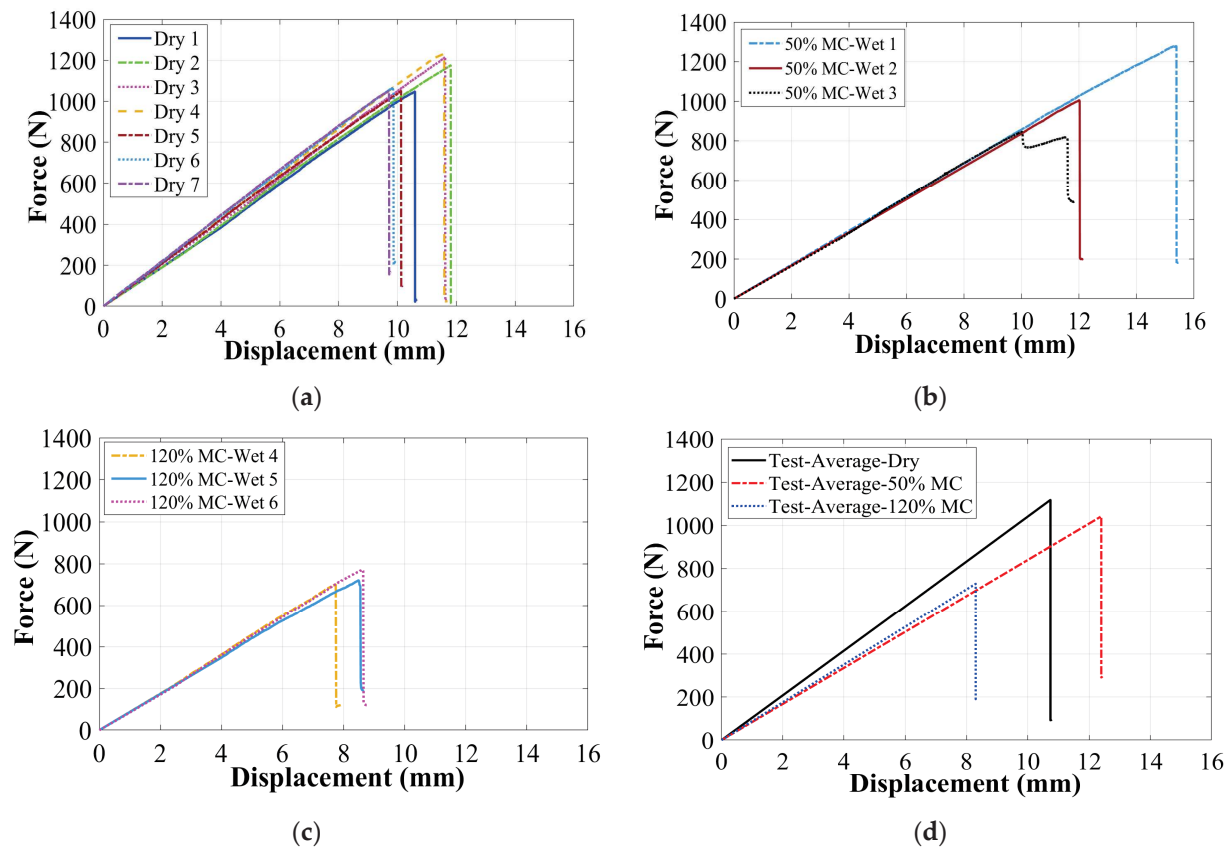 1400
1200
1000
800
600
400
200
0
Force (N)
Dry 1
Dry 2
Dry 3
Dry 4
Dry 5
Dry 6
Dry 7
0 2 4 6 8 10 12 14 16
Displacement (mm)
(a)
1400
1200
1000
800
600
400
200
0
Force (N)
50% MC-Wet 1
50% MC-Wet 2
50% MC-Wet 3
0 2 4 6 8 10 12 14 16
Displacement (mm)
(b)
1400
1200
1000
800
600
400
200
0
Force (N)
120% MC-Wet 4
120% MC-Wet 5
120% MC-Wet 6
0 2 4 6 8 10 12 14 16
Displacement (mm)
(c)
1400
1200
1000
800
600
400
200
0
Force (N)
Test-Average-Dry
Test-Average-50% MC
Test-Average-120% MC
0 2 4 6 8 10 12 14 16
Displacement (mm)
(d)